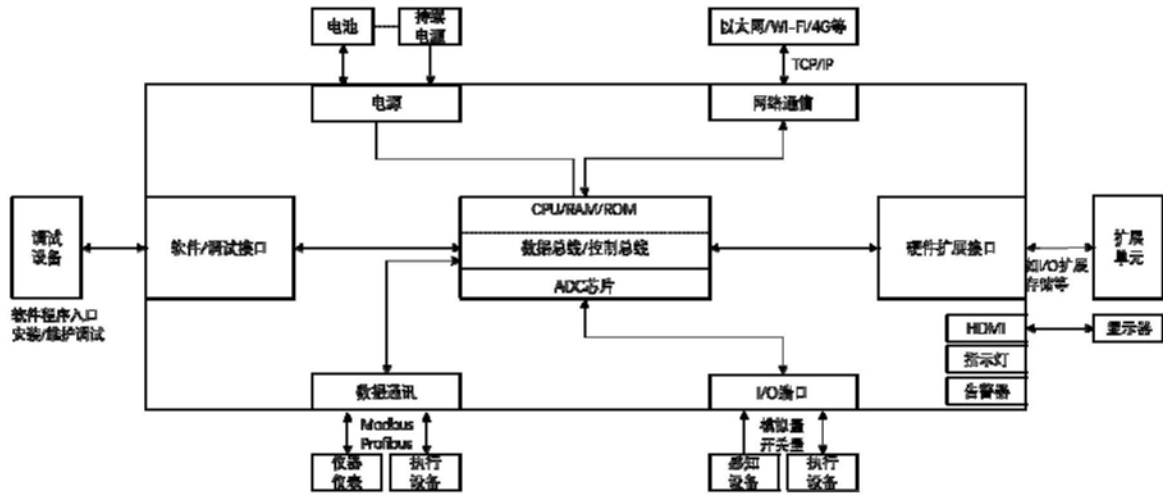 电池
持续
电源
以太网/Wi-Fi/4G等
TCP/IP
电源
网络通信
CPU/RAM/ROM
调试
设备
软件/调试接口
数据总线/控制总线
硬件扩展接口
扩展
单元
ADC芯片
如I/O扩展
存储等
软件程序入口
安装/维护调试
HDMI
显示器
指示灯
告警器
数据通讯
I/O端口
Modbus
Profibus
模拟量
开关量
仪器
仪表
执行
设备
感知
设备
执行
设备